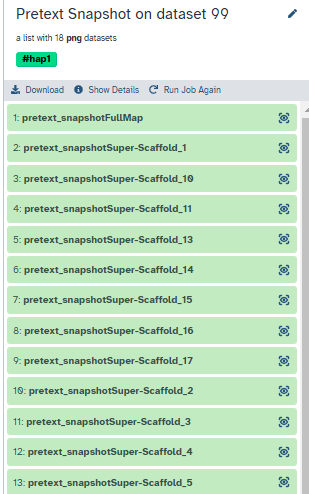 Pretext Snapshot on dataset 99
a list with 18 png datasets
#hap1
Download Show Details Run Job Again
1: pretext_snapshotFullMap
2: pretext_snapshotSuper-Scaffold_1
3: pretext_snapshotSuper-Scaffold_10
4: pretext_snapshotSuper-Scaffold_11
5: pretext_snapshotSuper-Scaffold_13
6: pretext_snapshotSuper-Scaffold_14
7: pretext_snapshotSuper-Scaffold_15
8: pretext_snapshotSuper-Scaffold_16
9: pretext_snapshotSuper-Scaffold_17
10: pretext_snapshotSuper-Scaffold_2
11: pretext_snapshotSuper-Scaffold_3
12: pretext_snapshotSuper-Scaffold_4
13: pretext_snapshotSuper-Scaffold_5